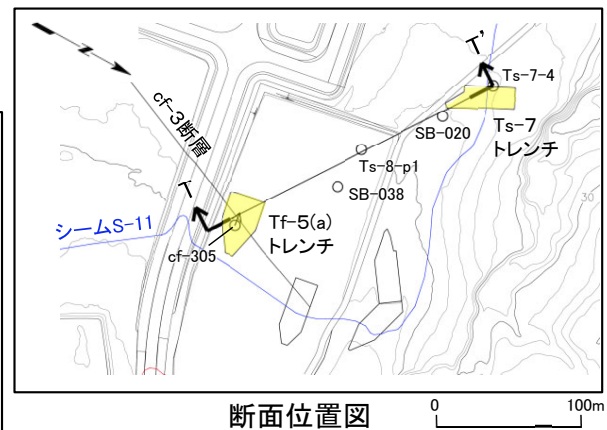 N
cf-3断層
T'
Ts-7-4
Ts-7
トレンチ
SB-020
Ts-8-p1
SB-038
T
Tf-5(a)
トレンチ
シームS-11
cf-305
30
断面位置図
0
100m